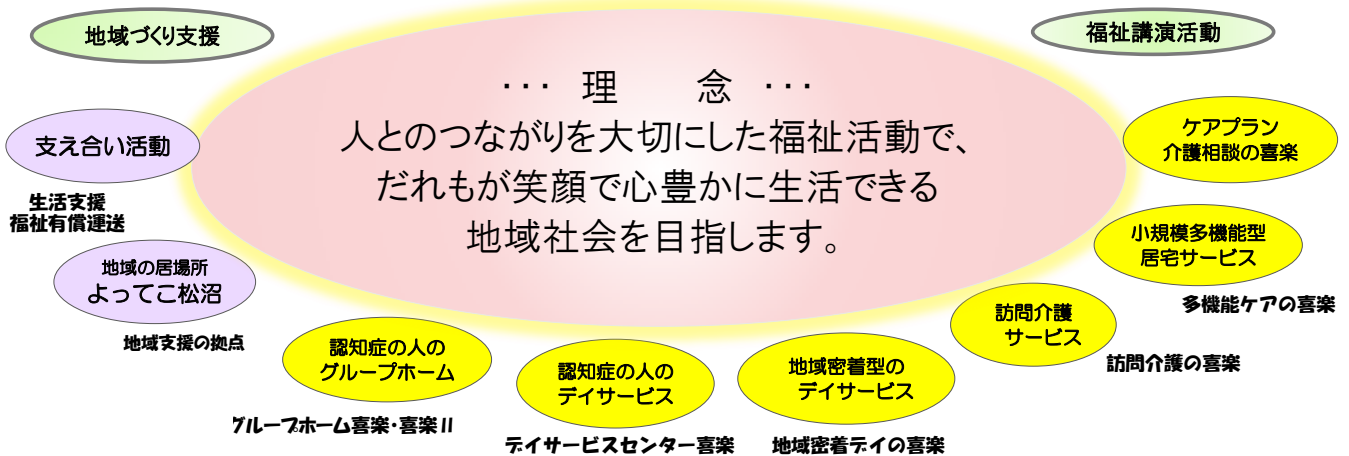 地域づくり支援
福祉講演活動
･･･ 理　　念 ･･･
人とのつながりを大切にした福祉活動で、
だれもが笑顔で心豊かに生活できる
地域社会を目指します。
支え合い活動
生活支援
福祉有償運送
地域の居場所
よってこ松沼
地域支援の拠点
認知症の人の
グループホーム
グループホーム喜楽・喜楽Ⅱ
認知症の人の
デイサービス
デイサービスセンター喜楽
地域密着型の
デイサービス
地域密着デイの喜楽
訪問介護
サービス
訪問介護の喜楽
小規模多機能型
居宅サービス
多機能ケアの喜楽
ケアプラン
介護相談の喜楽